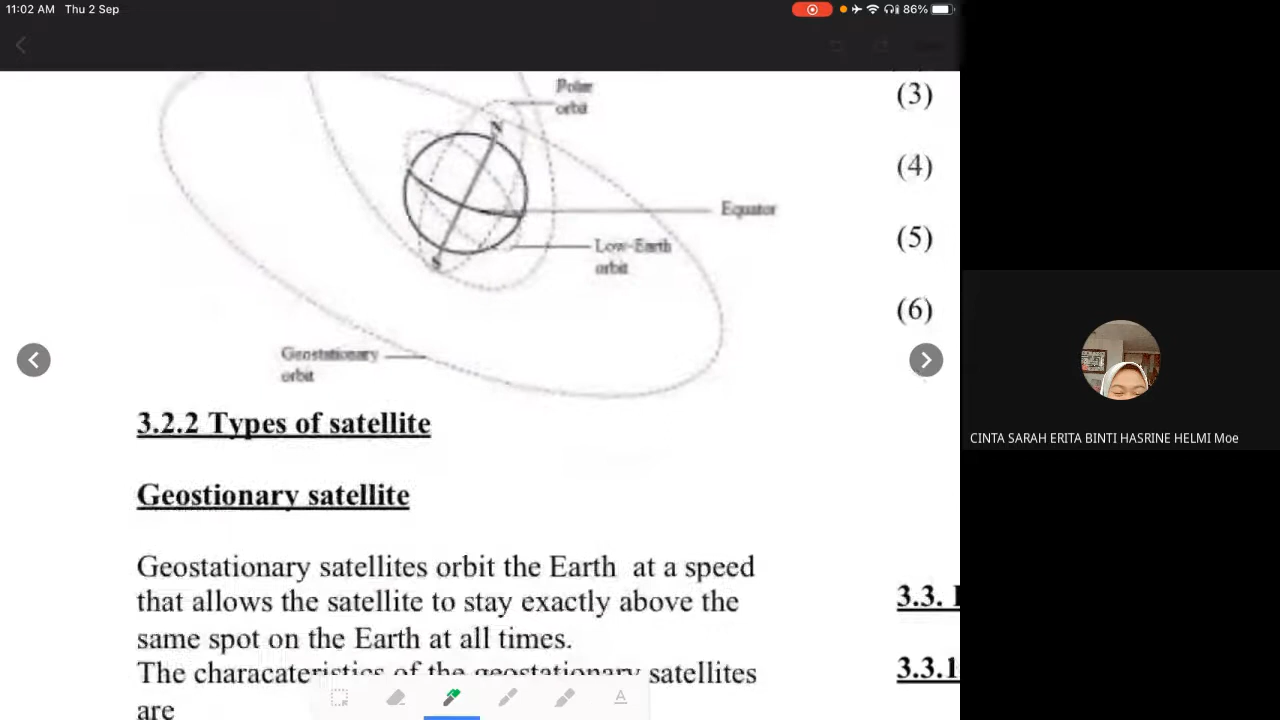 11:02 AM Thu 2 Sep
86%
Polar
orbit
N
Equator
Low-Earth
orbit
S
Geostationary
orbit
3.2.2 Types of satellite
Geostionary satellite
Geostationary satellites orbit the Earth at a speed
that allows the satellite to stay exactly above the
same spot on the Earth at all times.
The characateristics of the geostationary satellites
are
(3)
(4)
(5)
(6)
3.3.
3.3.1
A
CINTA SARAH ERITA BINTI HASRINE HELMI Moe